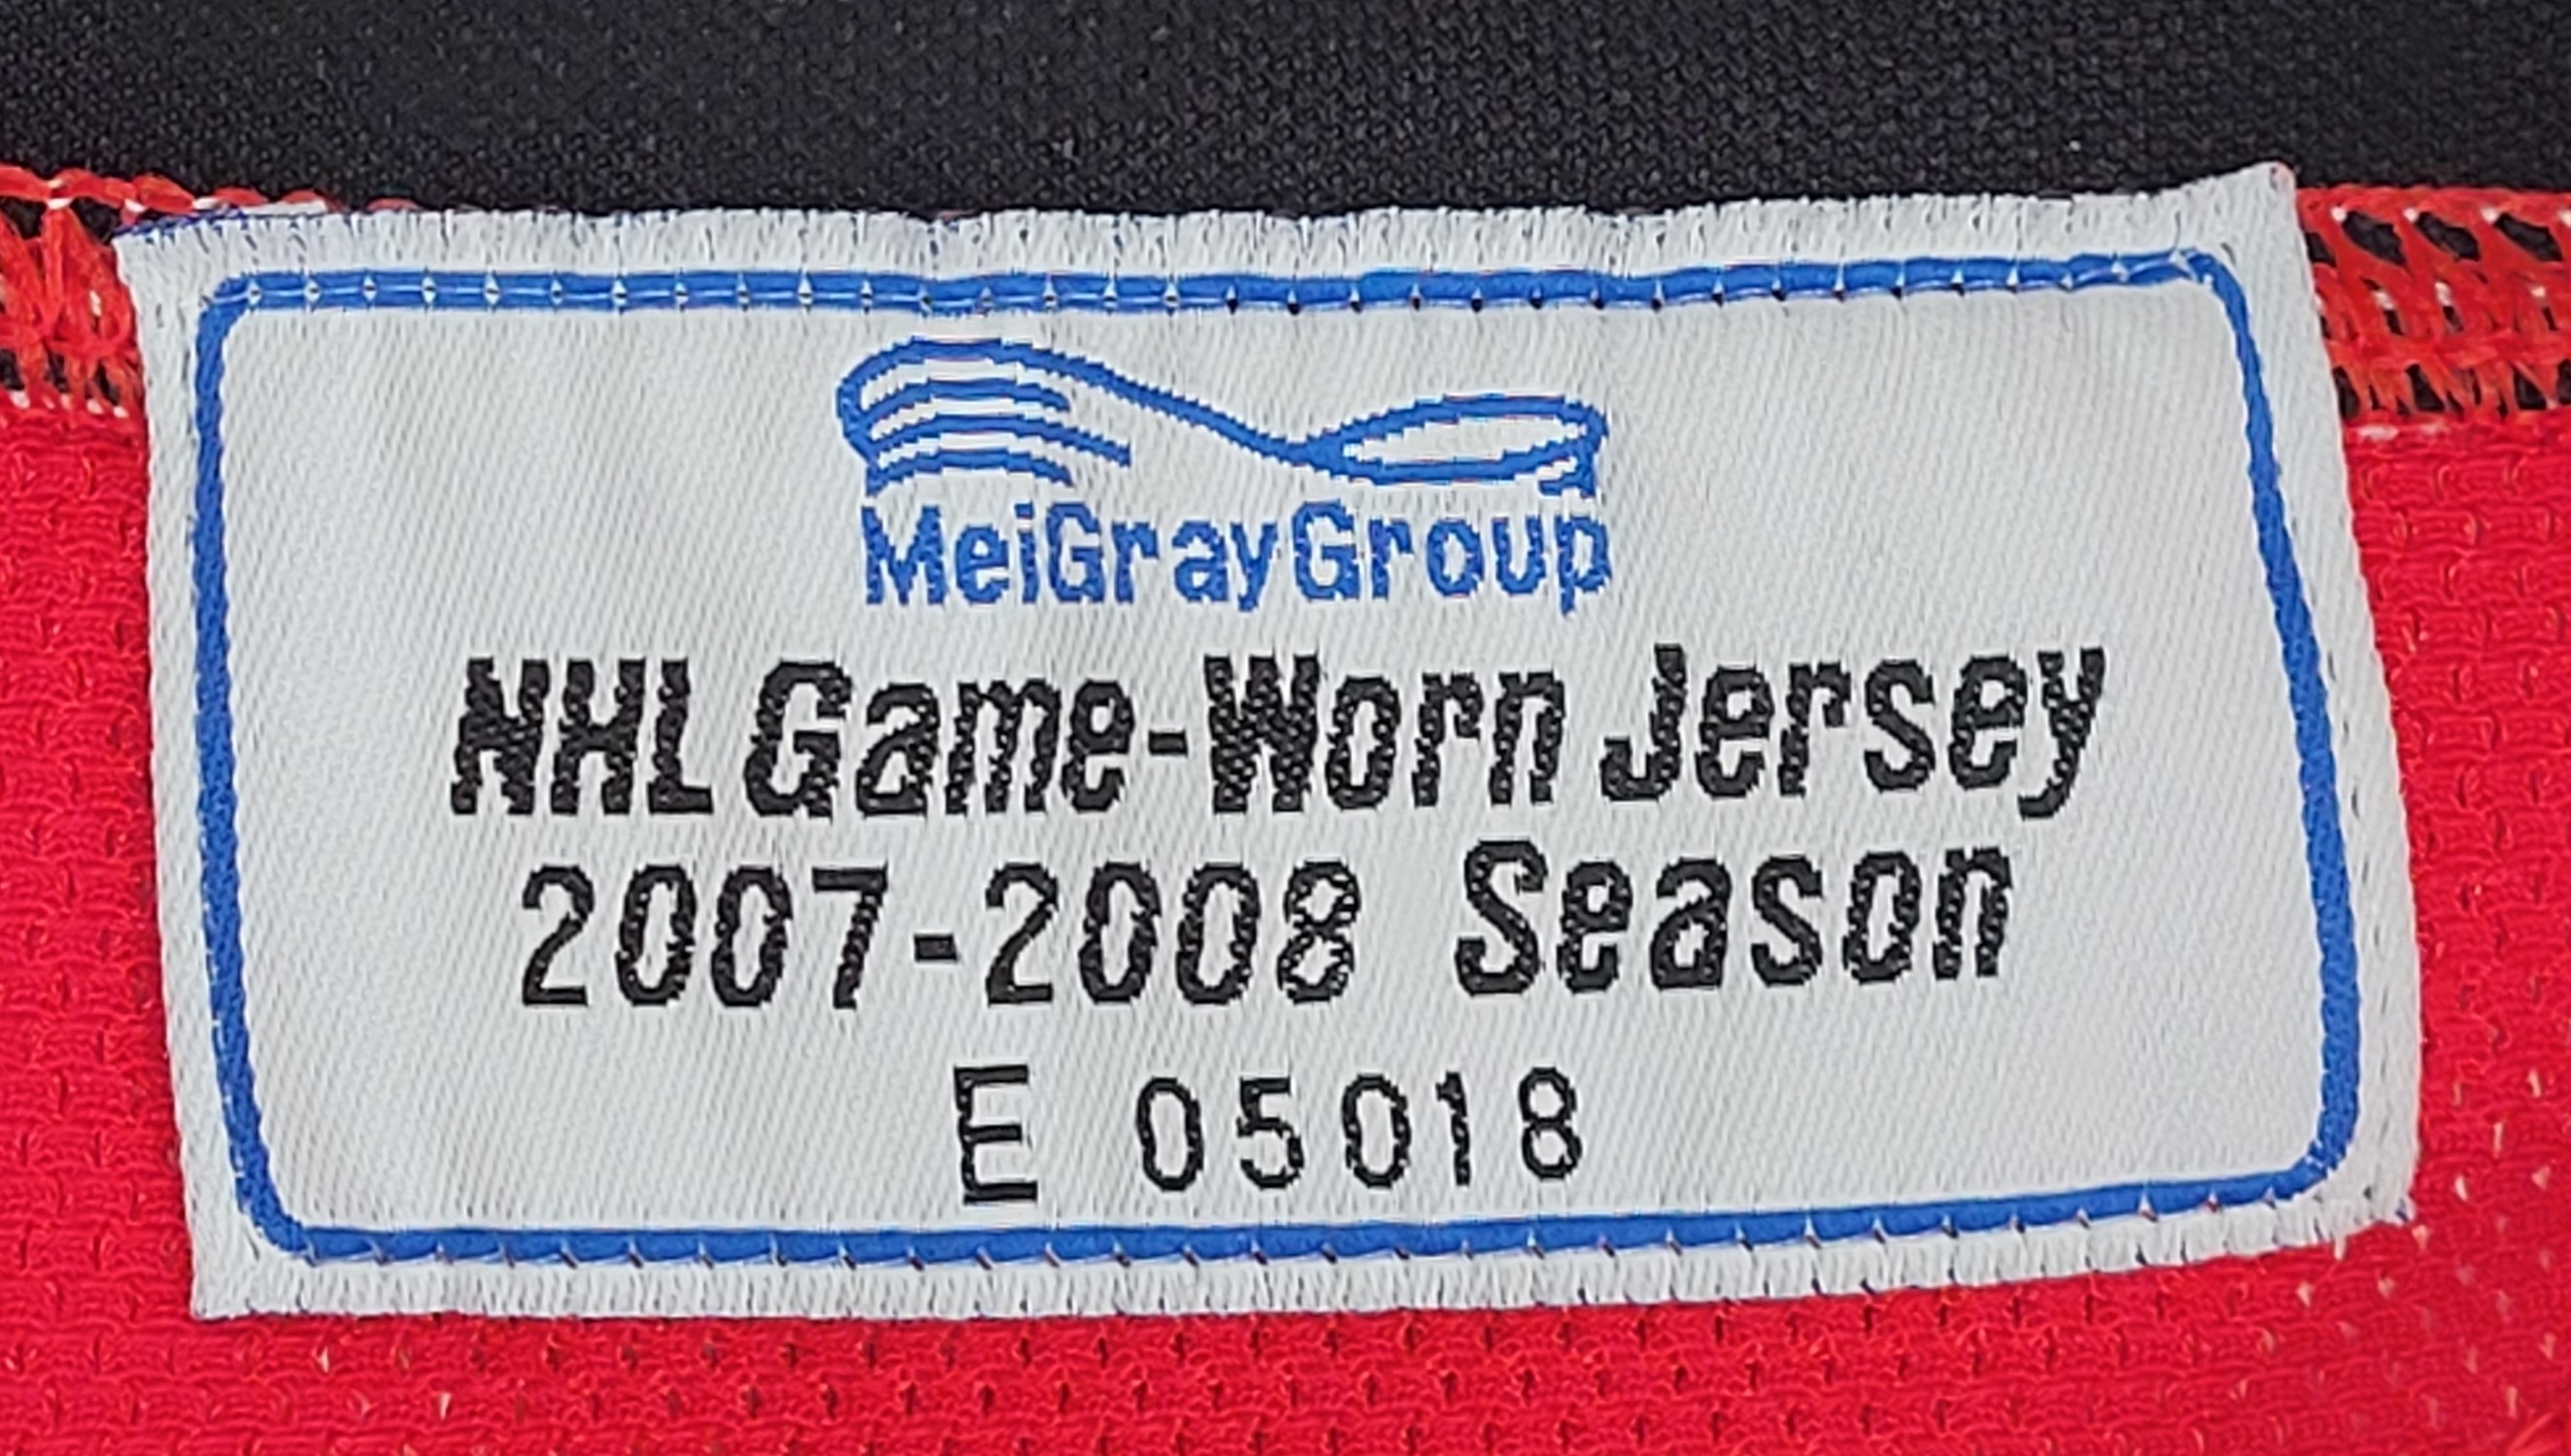 MeiGrayGroup
NHL Game-Worn Jersey
2007-2008 Season
E 05018